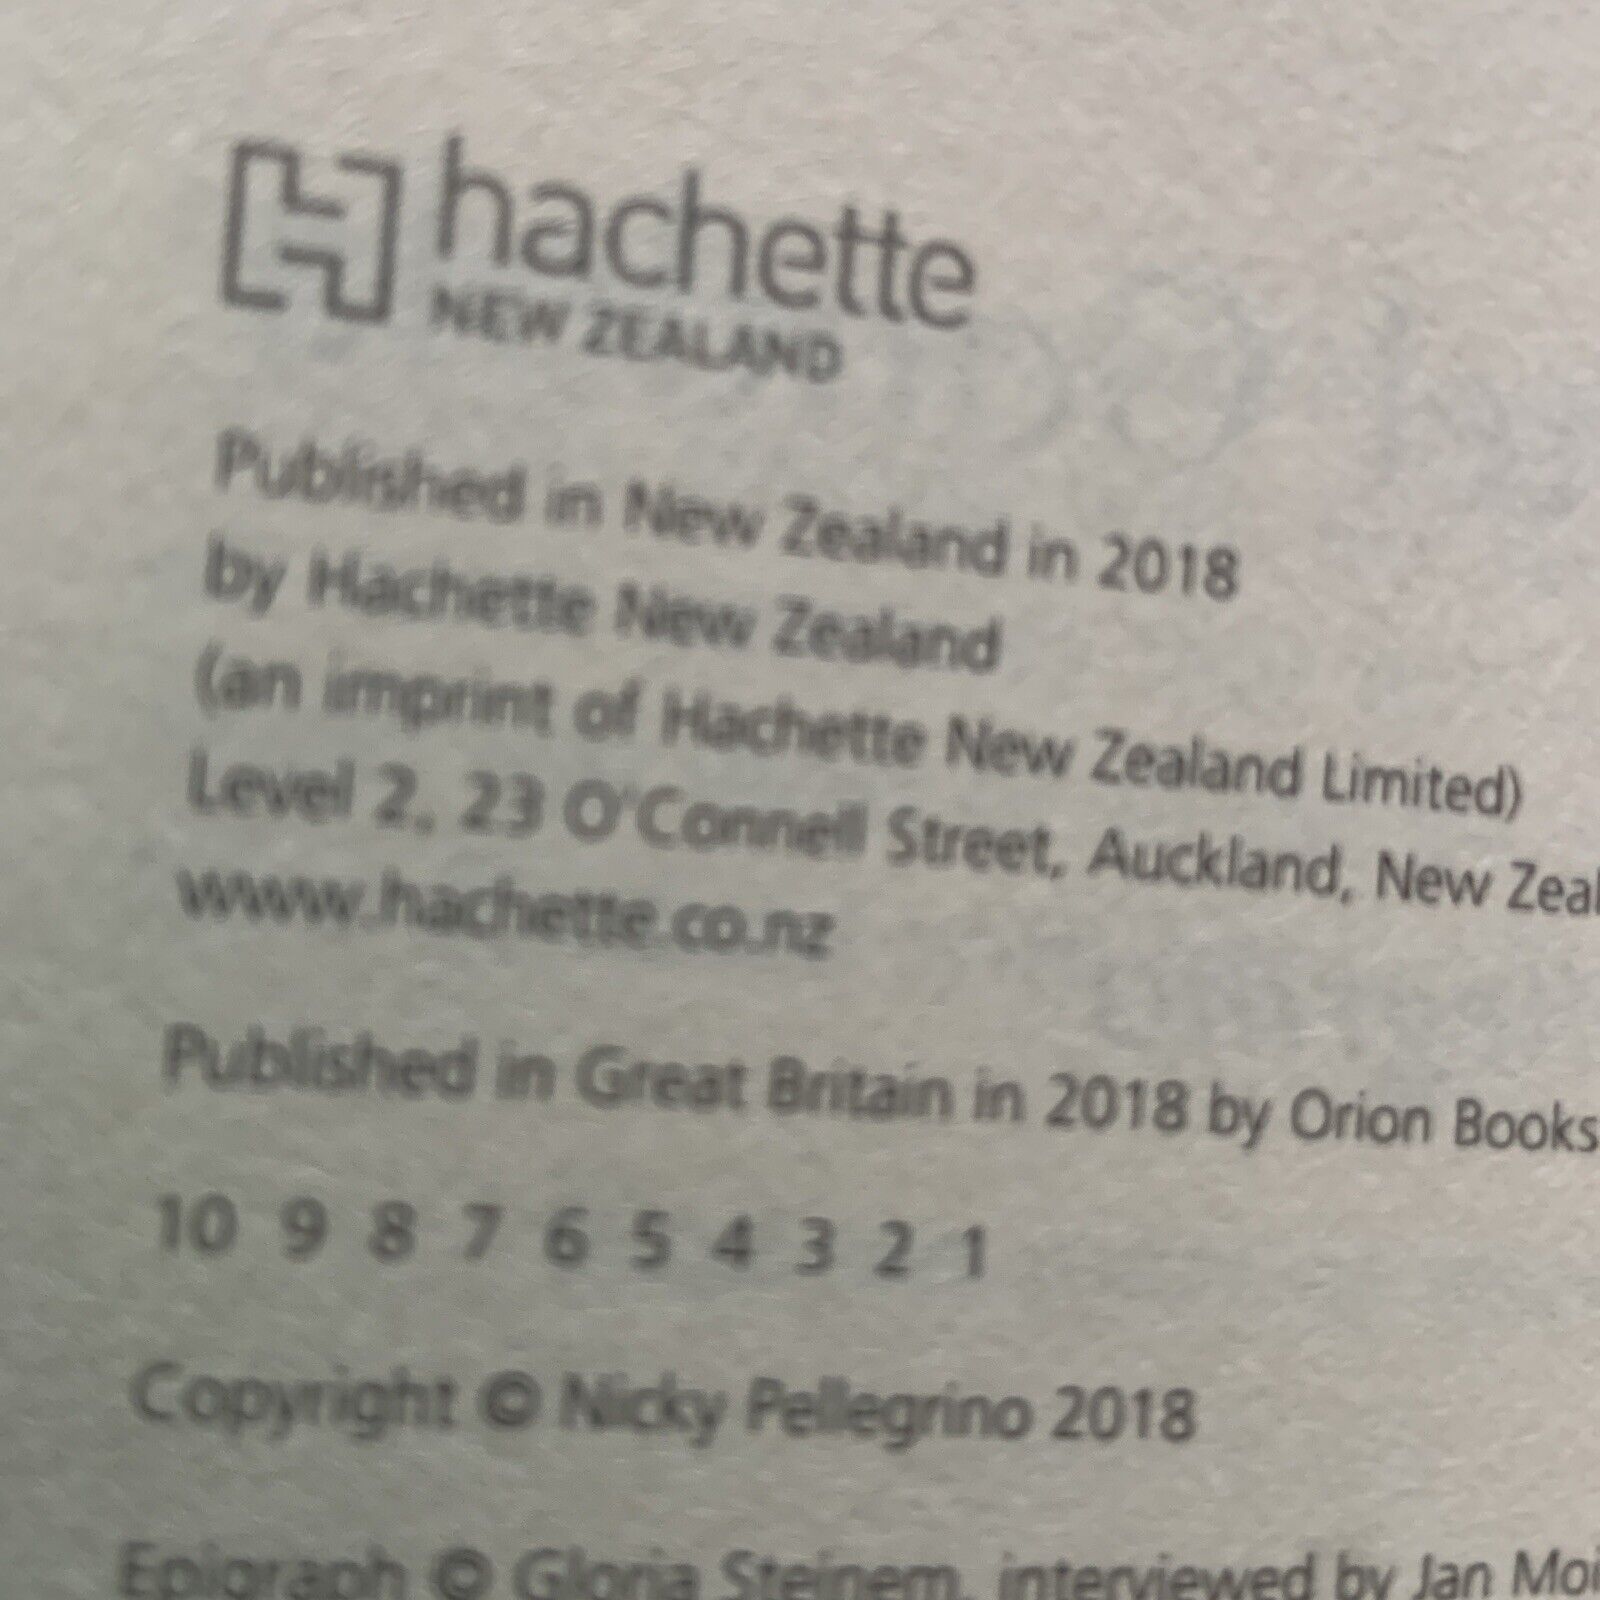 hachette
NEW ZEALAND
Published in New Zealand in 2018
by Hachette New Zealand
(an imprint of Hachette New Zealand Limited)
Level 2, 23 O'Connell Street, Auckland, New Zeal
www.hachette.co.nz
Published in Great Britain in 2018 by Orion Books
10 9 8 7 6 5 4 3 2 1
Copyright © Nicky Pellegrino 2018
Epigraph © Gloria Steinem, interviewed by Jan Moi